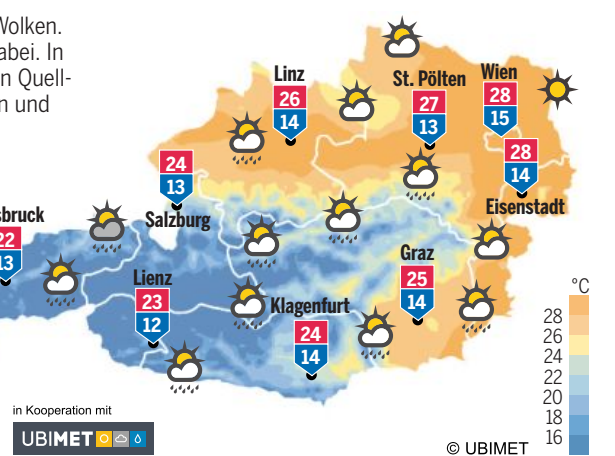 Wolken.
In
Quell-
und
Linz
26
14
St. Pölten
27
13
Wien
28
15
28
14
Eisenstadt
24
13
Salzburg
22
13
Lienz
23
12
Klagenfurt
24
14
Graz
25
14
°C
28
26
24
22
20
18
16
in Kooperation mit
UBIMET
© UBIMET